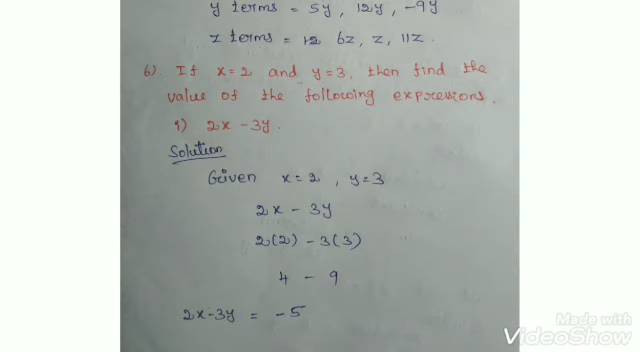 y terms = 5y, 12y, -9y
z terms = 12 6z, z, 11z.
6) If x=2 and y=3, then find the
value of the following expressions.
1) 2x - 3y.
Solution
Given x=2, y=3
2x - 3y
2(2) - 3(3)
4 - 9
2x-3y = -5
Made with
VideoShow